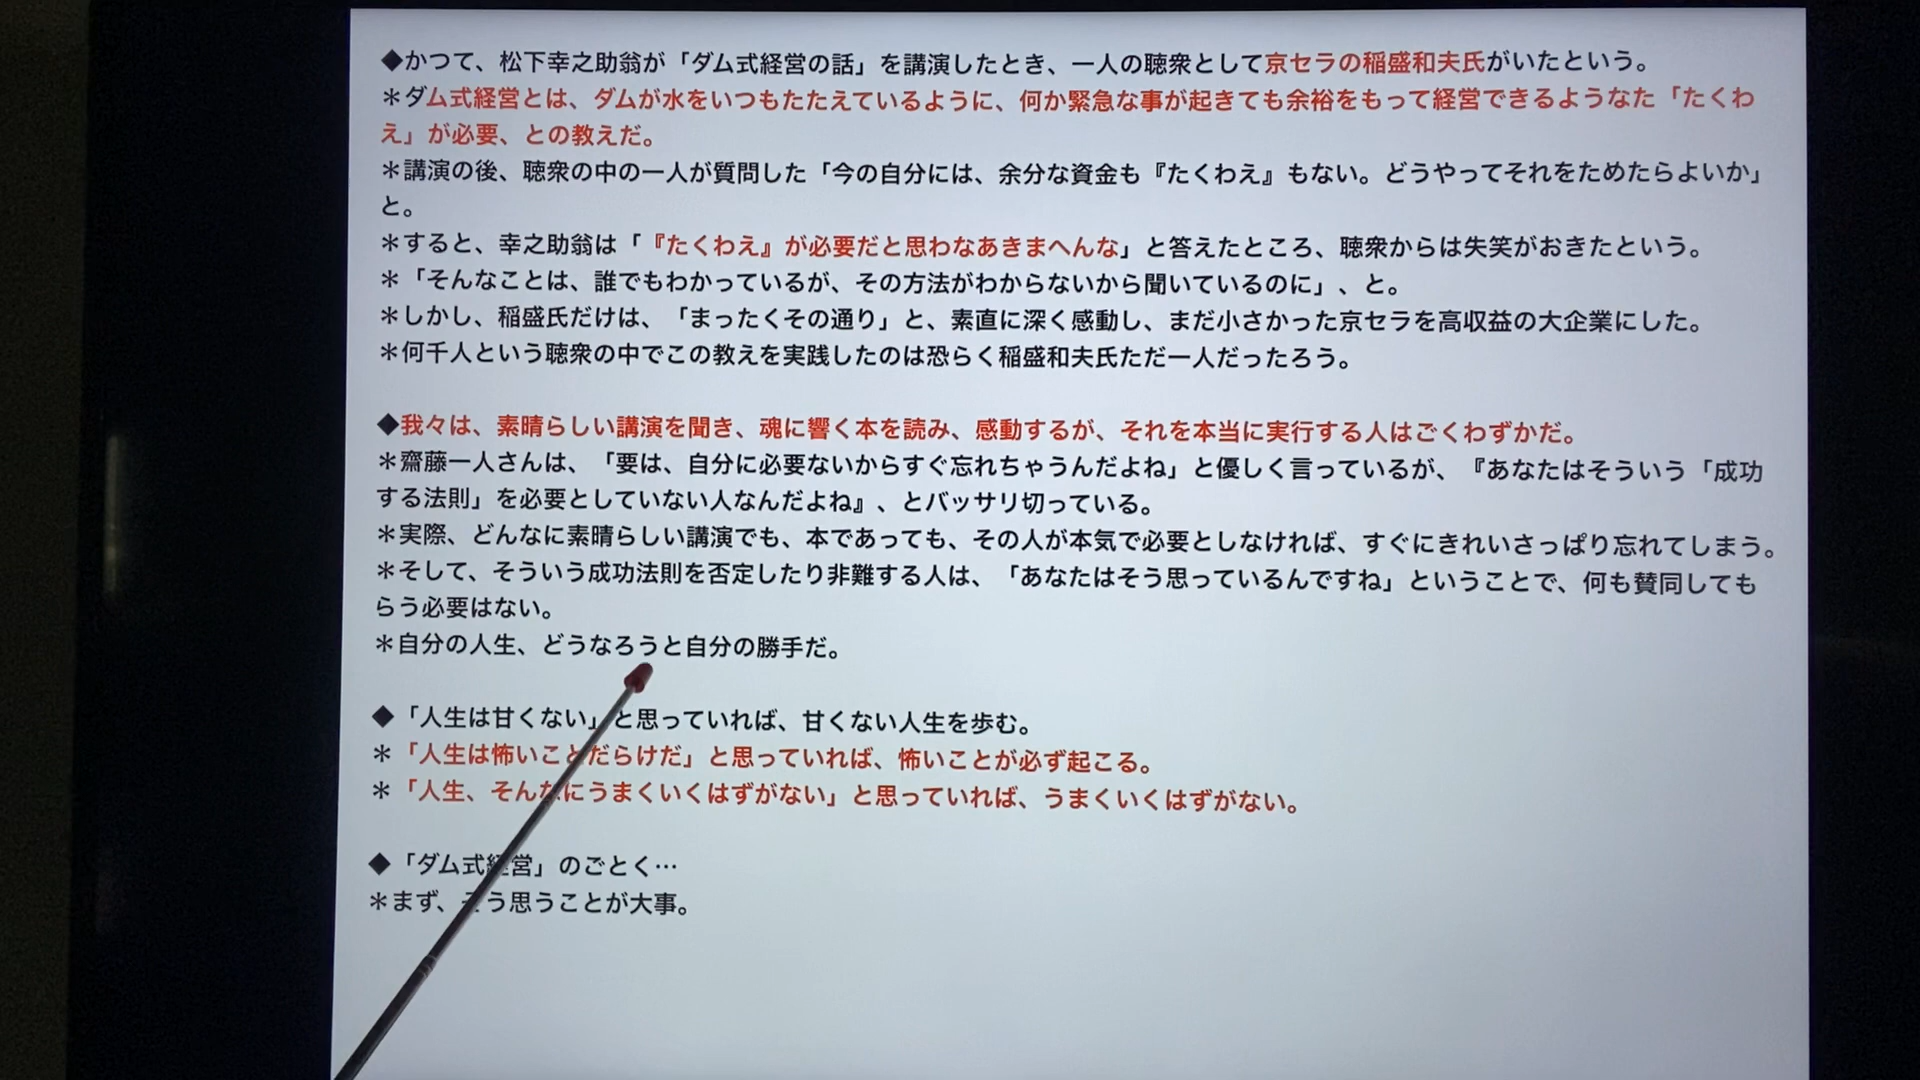 ◆かつて、松下幸之助翁が「ダム式経営の話」を講演したとき、一人の聴衆として京セラの稲盛和夫氏がいたという。
＊ダム式経営とは、ダムが水をいつもたたえているように、何か緊急な事が起きても余裕をもって経営できるようなた「たくわ
え」が必要、との教えだ。
＊講演の後、聴衆の中の一人が質問した「今の自分には、余分な資金も『たくわえ』もない。どうやってそれをためたらよいか」
と。
＊すると、幸之助翁は「『たくわえ』が必要だと思わなあきまへんな」と答えたところ、聴衆からは失笑がおきたという。
＊「そんなことは、誰でもわかっているが、その方法がわからないから聞いているのに」、と。
＊しかし、稲盛氏だけは、「まったくその通り」と、素直に深く感動し、まだ小さかった京セラを高収益の大企業にした。
＊何千人という聴衆の中でこの教えを実践したのは恐らく稲盛和夫氏ただ一人だったろう。
◆我々は、素晴らしい講演を聞き、魂に響く本を読み、感動するが、それを本当に実行する人はごくわずかだ。
＊齋藤一人さんは、「要は、自分に必要ないからすぐ忘れちゃうんだよね」と優しく言っているが、『あなたはそういう「成功
する法則」を必要としていない人なんだよね』、とバッサリ切っている。
＊実際、どんなに素晴らしい講演でも、本であっても、その人が本気で必要としなければ、すぐにきれいさっぱり忘れてしまう。
＊そして、そういう成功法則を否定したり非難する人は、「あなたはそう思っているんですね」ということで、何も賛同しても
らう必要はない。
＊自分の人生、どうなろうと自分の勝手だ。
◆「人生は甘くない」と思っていれば、甘くない人生を歩む。
＊「人生は怖いことだらけだ」と思っていれば、怖いことが必ず起こる。
＊「人生、そんなにうまくいくはずがない」と思っていれば、うまくいくはずがない。
◆「ダム式経営」のごとく…
＊まず、そう思うことが大事。